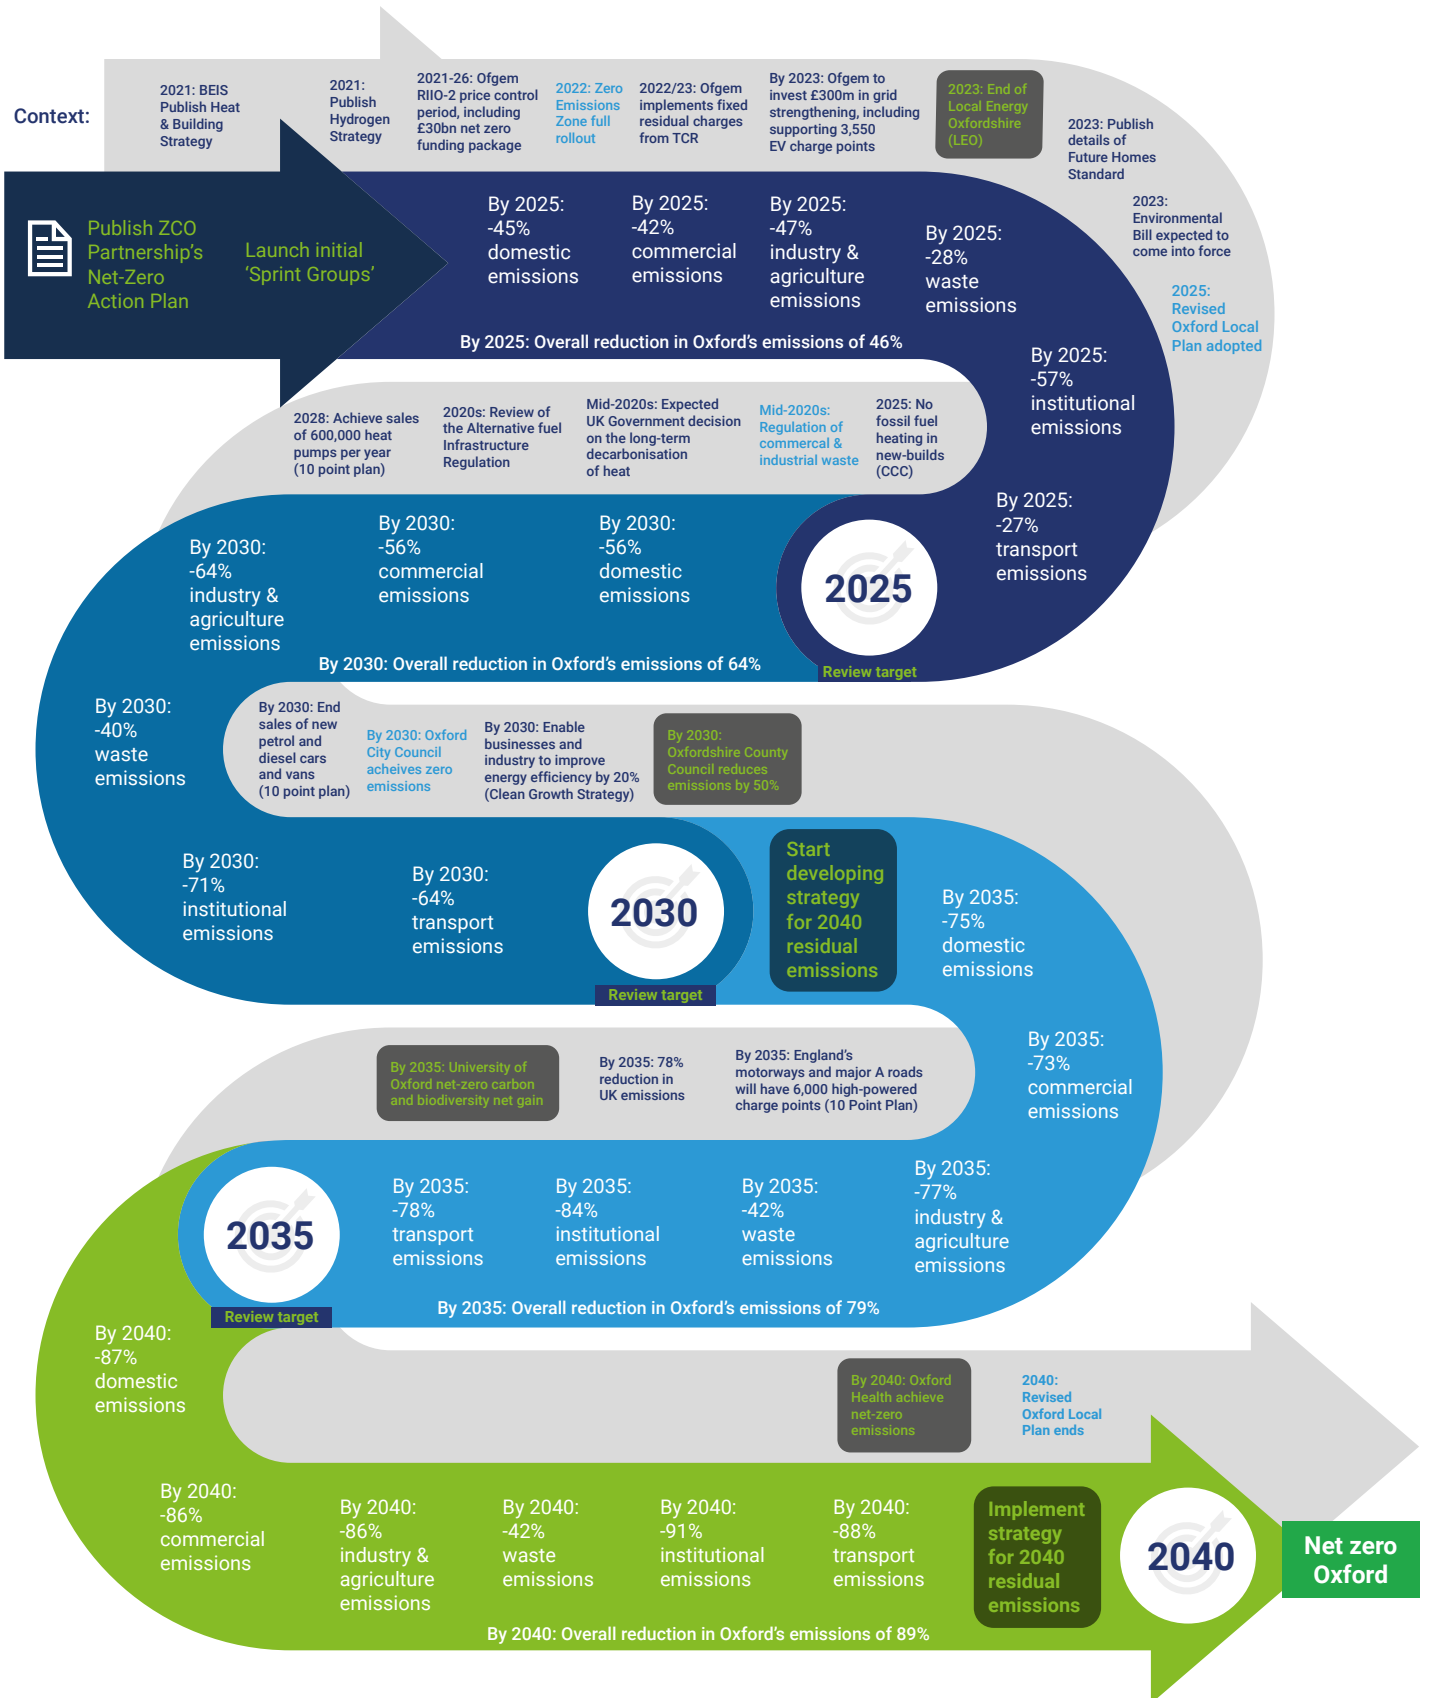 Context:
2021: BEIS
Publish Heat
& Building
Strategy
2021:
Publish
Hydrogen
Strategy
2021-26: Ofgem
RIIO-2 price control
period, including
£30bn net zero
funding package
2022: Zero
Emissions
Zone full
rollout
2022/23: Ofgem
implements fixed
residual charges
from TCR
By 2023: Ofgem to
invest £300m in grid
strengthening, including
supporting 3,550
EV charge points
2023: End of
Local Energy
Oxfordshire
(LEO)
2023: Publish
details of
Future Homes
Standard
2023:
Environmental
Bill expected to
come into force
2025:
Revised
Oxford Local
Plan adopted
Publish ZCO
Partnership's
Net-Zero
Action Plan
Launch initial
'Sprint Groups'
By 2025:
-45%
domestic
emissions
By 2025:
-42%
commercial
emissions
By 2025:
-47%
industry &
agriculture
emissions
By 2025:
-28%
waste
emissions
By 2025:
-57%
institutional
emissions
By 2025:
-27%
transport
emissions
By 2025: Overall reduction in Oxford's emissions of 46%
2028: Achieve sales
of 600,000 heat
pumps per year
(10 point plan)
2020s: Review of
the Alternative fuel
Infrastructure
Regulation
Mid-2020s: Expected
UK Government decision
on the long-term
decarbonisation
of heat
Mid-2020s:
Regulation of
commercal &
industrial waste
2025: No
fossil fuel
heating in
new-builds
(CCC)
2025
Review target
By 2030:
-56%
domestic
emissions
By 2030:
-56%
commercial
emissions
By 2030:
-64%
industry &
agriculture
emissions
By 2030: Overall reduction in Oxford's emissions of 64%
By 2030:
-40%
waste
emissions
By 2030:
-71%
institutional
emissions
By 2030:
-64%
transport
emissions
By 2030: End
sales of new
petrol and
diesel cars
and vans
(10 point plan)
By 2030: Oxford
City Council
acheives zero
emissions
By 2030: Enable
businesses and
industry to improve
energy efficiency by 20%
(Clean Growth Strategy)
By 2030:
Oxfordshire County
Council reduces
emissions by 50%
2030
Review target
Start
developing
strategy
for 2040
residual
emissions
By 2035:
-75%
domestic
emissions
By 2035:
-73%
commercial
emissions
By 2035:
-77%
industry &
agriculture
emissions
By 2035:
-42%
waste
emissions
By 2035:
-84%
institutional
emissions
By 2035:
-78%
transport
emissions
By 2035: University of
Oxford net-zero carbon
and biodiversity net gain
By 2035: 78%
reduction in
UK emissions
By 2035: England's
motorways and major A roads
will have 6,000 high-powered
charge points (10 Point Plan)
By 2035: Overall reduction in Oxford's emissions of 79%
2035
Review target
By 2040:
-87%
domestic
emissions
By 2040: Oxford
Health achieve
net-zero
emissions
2040:
Revised
Oxford Local
Plan ends
By 2040:
-86%
commercial
emissions
By 2040:
-86%
industry &
agriculture
emissions
By 2040:
-42%
waste
emissions
By 2040:
-91%
institutional
emissions
By 2040:
-88%
transport
emissions
Implement
strategy
for 2040
residual
emissions
By 2040: Overall reduction in Oxford's emissions of 89%
2040
Net zero
Oxford